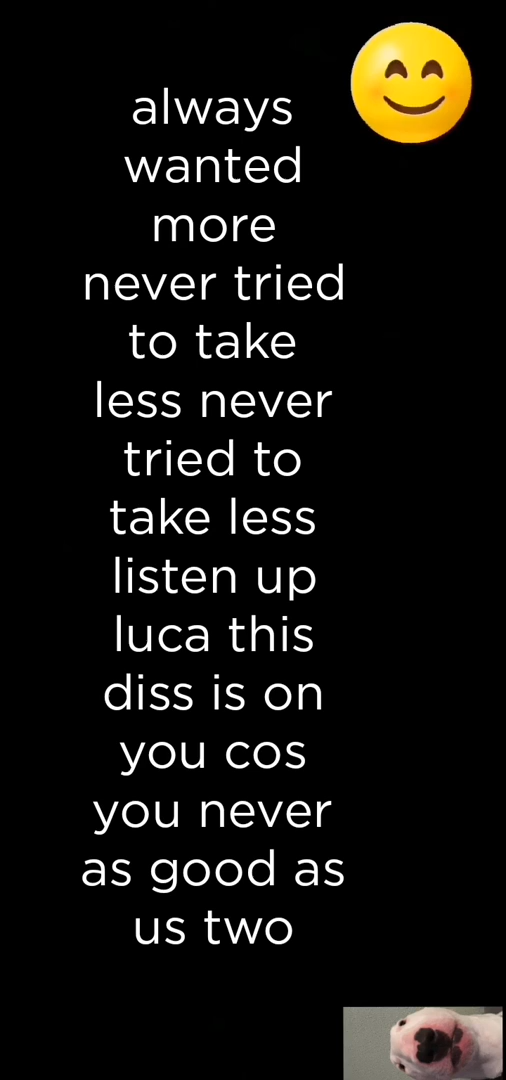 always
wanted
more
never tried
to take
less never
tried to
take less
listen up
luca this
diss is on
you cos
you never
as good as
us two